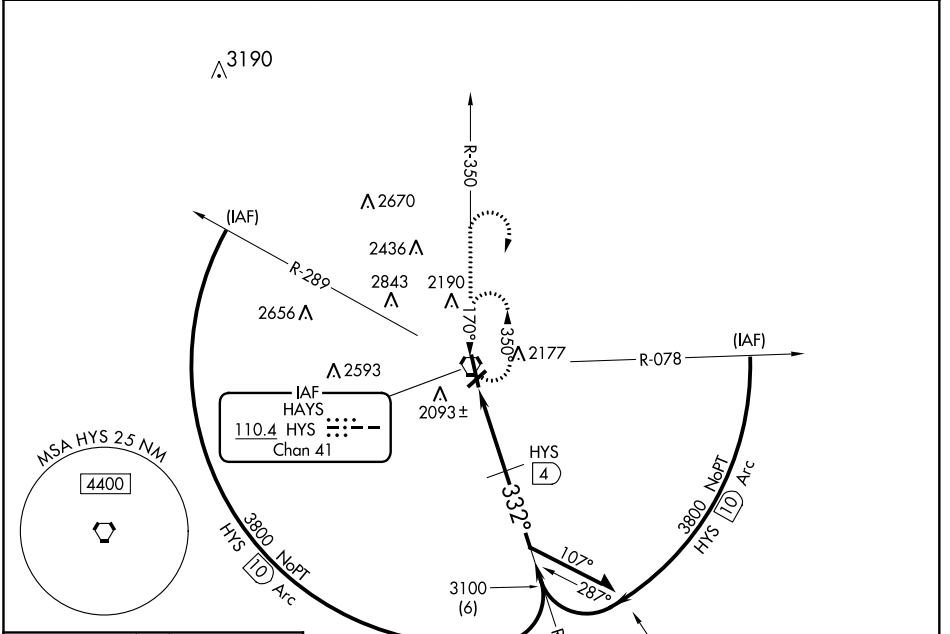 3190
R-350
2670
(IAF)
2436
R-289
2843
2190
2656
170°
350°
2177
(IAF)
R-078
2593
IAF
HAYS
110.4 HYS
Chan 41
2093±
MSA HYS 25 NM
4400
HYS
4
332°
3800 NoPT
HYS 10 Arc
3800 NoPT
HYS 10 Arc
107°
287°
3100
(6)
R